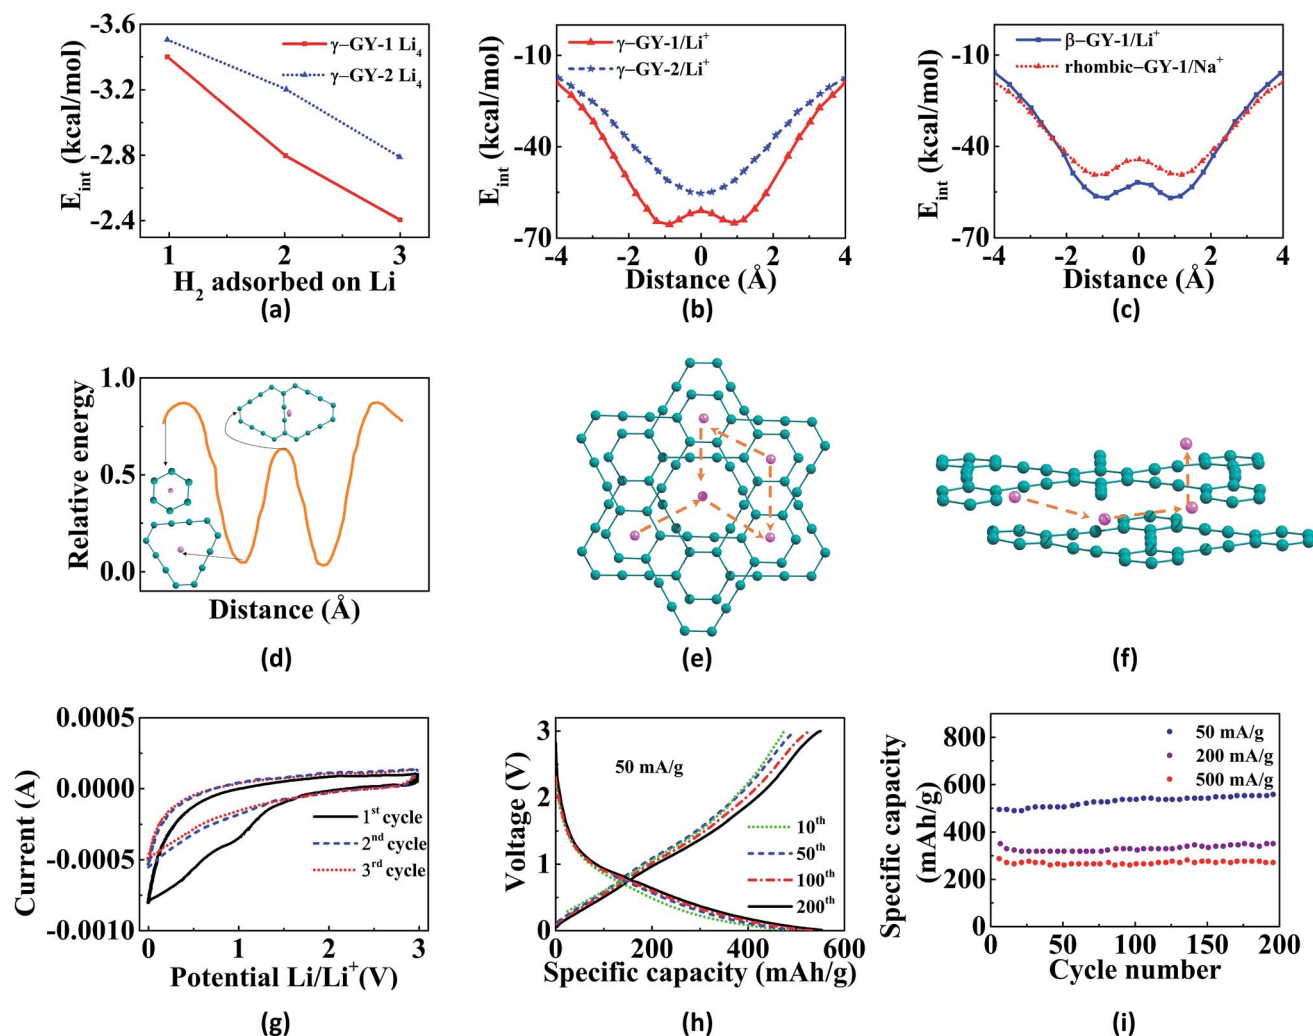 -3.6
-3.2
-2.8
-2.4
E_int (kcal/mol)
γ–GY-1 Li₄
γ–GY-2 Li₄
1 2 3
H₂ adsorbed on Li
(a)
-10
-40
-70
E_int (kcal/mol)
γ–GY-1/Li⁺
γ–GY-2/Li⁺
-4 -2 0 2 4
Distance (Å)
(b)
-10
-40
-70
E_int (kcal/mol)
β–GY-1/Li⁺
rhombic–GY-1/Na⁺
-4 -2 0 2 4
Distance (Å)
(c)
1.0
0.5
0.0
Relative energy
Distance (Å)
(d)
(e)
(f)
0.0005
0.0000
-0.0005
-0.0010
Current (A)
1ˢᵗ cycle
2ⁿᵈ cycle
3ʳᵈ cycle
0 1 2 3
Potential Li/Li⁺(V)
(g)
3
2
1
0
Voltage (V)
50 mA/g
10ᵗʰ
50ᵗʰ
100ᵗʰ
200ᵗʰ
0 200 400 600
Specific capacity (mAh/g)
(h)
800
600
400
200
0
Specific capacity
(mAh/g)
50 mA/g
200 mA/g
500 mA/g
0 50 100 150 200
Cycle number
(i)